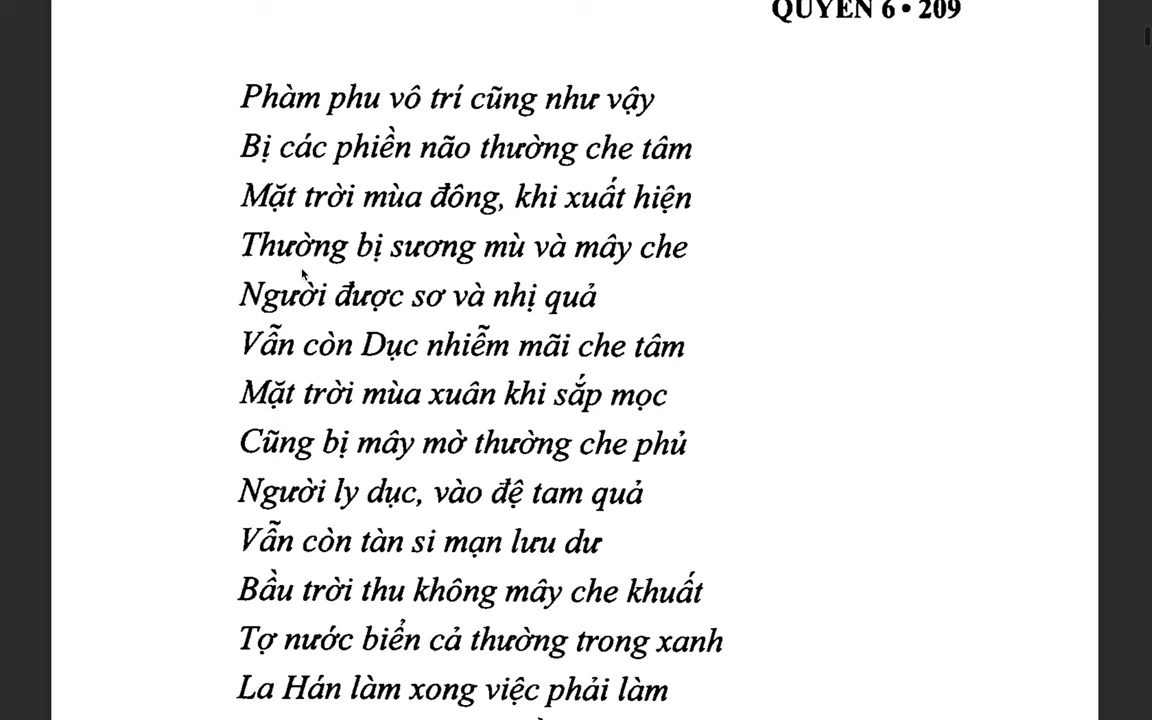 QUYỂN 6 • 209
Phàm phu vô trí cũng như vậy
Bị các phiền não thường che tâm
Mặt trời mùa đông, khi xuất hiện
Thường bị sương mù và mây che
Người được sơ và nhị quả
Vẫn còn Dục nhiễm mãi che tâm
Mặt trời mùa xuân khi sắp mọc
Cũng bị mây mờ thường che phủ
Người ly dục, vào đệ tam quả
Vẫn còn tàn si mạn lưu dư
Bầu trời thu không mây che khuất
Tợ nước biển cả thường trong xanh
La Hán làm xong việc phải làm